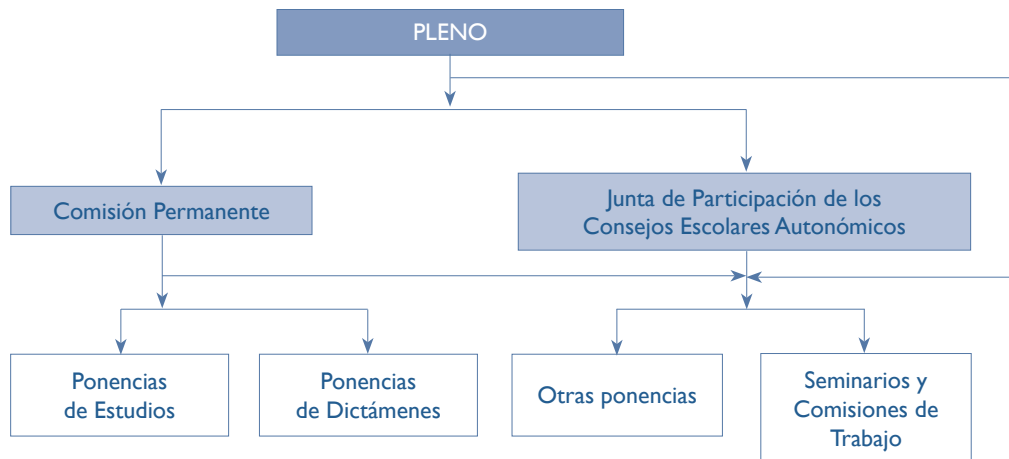 PLENO
Comisión Permanente
Junta de Participación de los
Consejos Escolares Autonómicos
Ponencias
de Estudios
Ponencias
de Dictámenes
Otras ponencias
Seminarios y
Comisiones de
Trabajo